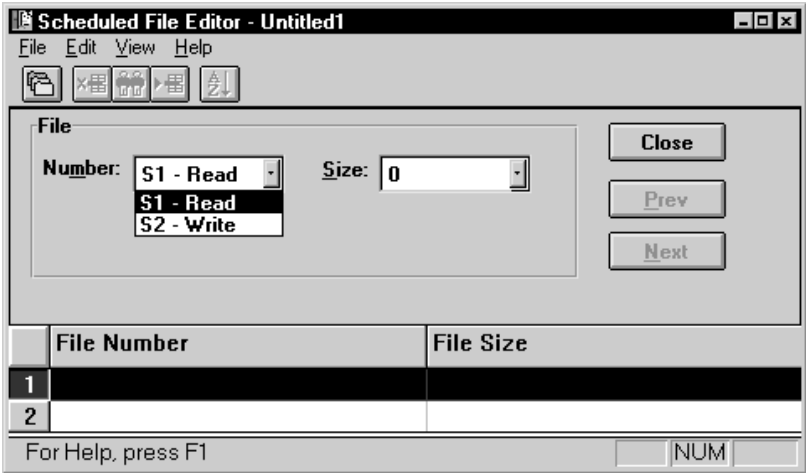 Scheduled File Editor - Untitled1
File Edit View Help
File
Number: S1 - Read Size: 0
S1 - Read
S2 - Write
Close
Prev
Next
File Number File Size
1
2
For Help, press F1 NUM